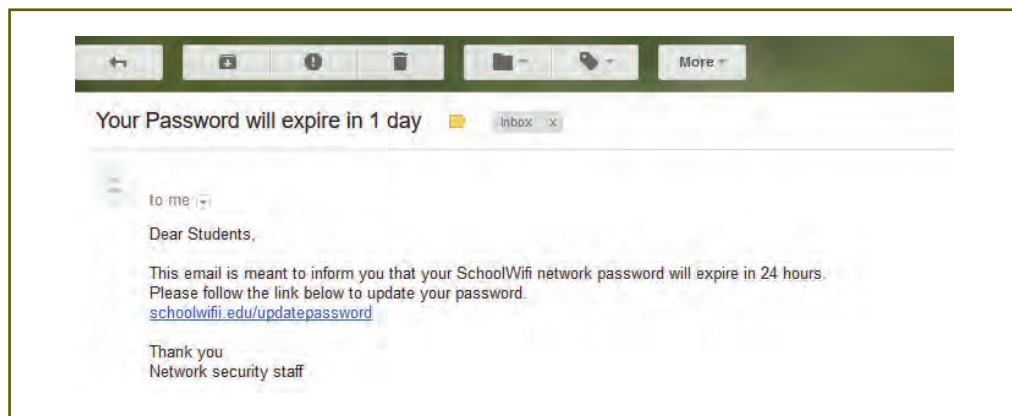 More
Your Password will expire in 1 day
Inbox x
to me
Dear Students,
This email is meant to inform you that your SchoolWifi network password will expire in 24 hours.
Please follow the link below to update your password.
schoolwifii.edu/updatepassword
Thank you
Network security staff